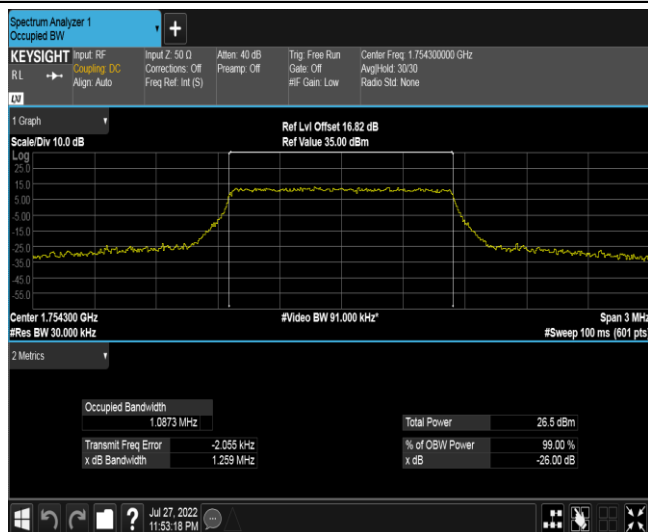 Spectrum Analyzer 1
Occupied BW
+
KEYSIGHT Input: RF Input Z: 50 Ω Atten: 40 dB Trig: Free Run Center Freq: 1.754300000 GHz
RL Coupling: DC Corrections: Off Preamp: Off Gate: Off Avg|Hold: 30/30
Align: Auto Freq Ref: Int (S) #IF Gain: Low Radio Std: None
LXI
1 Graph
Ref Lvl Offset 16.82 dB
Scale/Div 10.0 dB Ref Value 35.00 dBm
Log
25.0
15.0
5.00
-5.00
-15.0
-25.0
-35.0
-45.0
-55.0
Center 1.754300 GHz #Video BW 91.000 kHz* Span 3 MHz
#Res BW 30.000 kHz #Sweep 100 ms (601 pts)
2 Metrics
Occupied Bandwidth
1.0873 MHz Total Power 26.5 dBm
Transmit Freq Error -2.055 kHz % of OBW Power 99.00 %
x dB Bandwidth 1.259 MHz x dB -26.00 dB
? Jul 27, 2022
11:53:18 PM